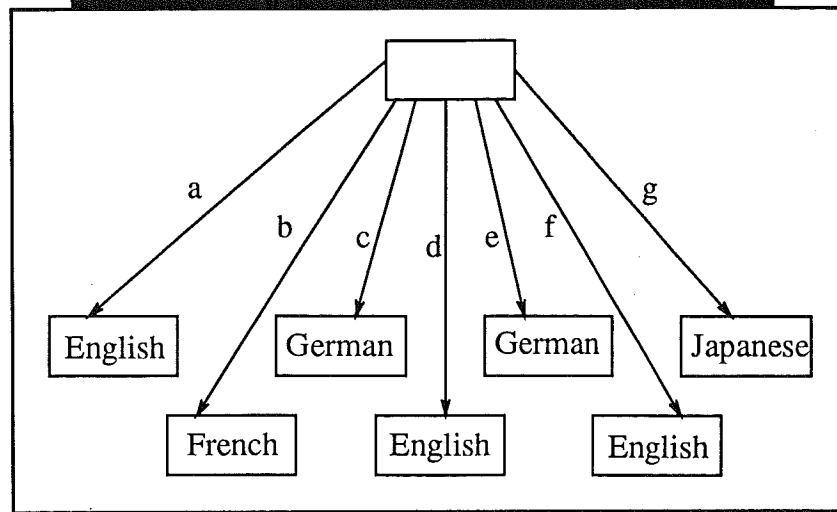 a
b
c
d
e
f
g
English
German
German
Japanese
French
English
English